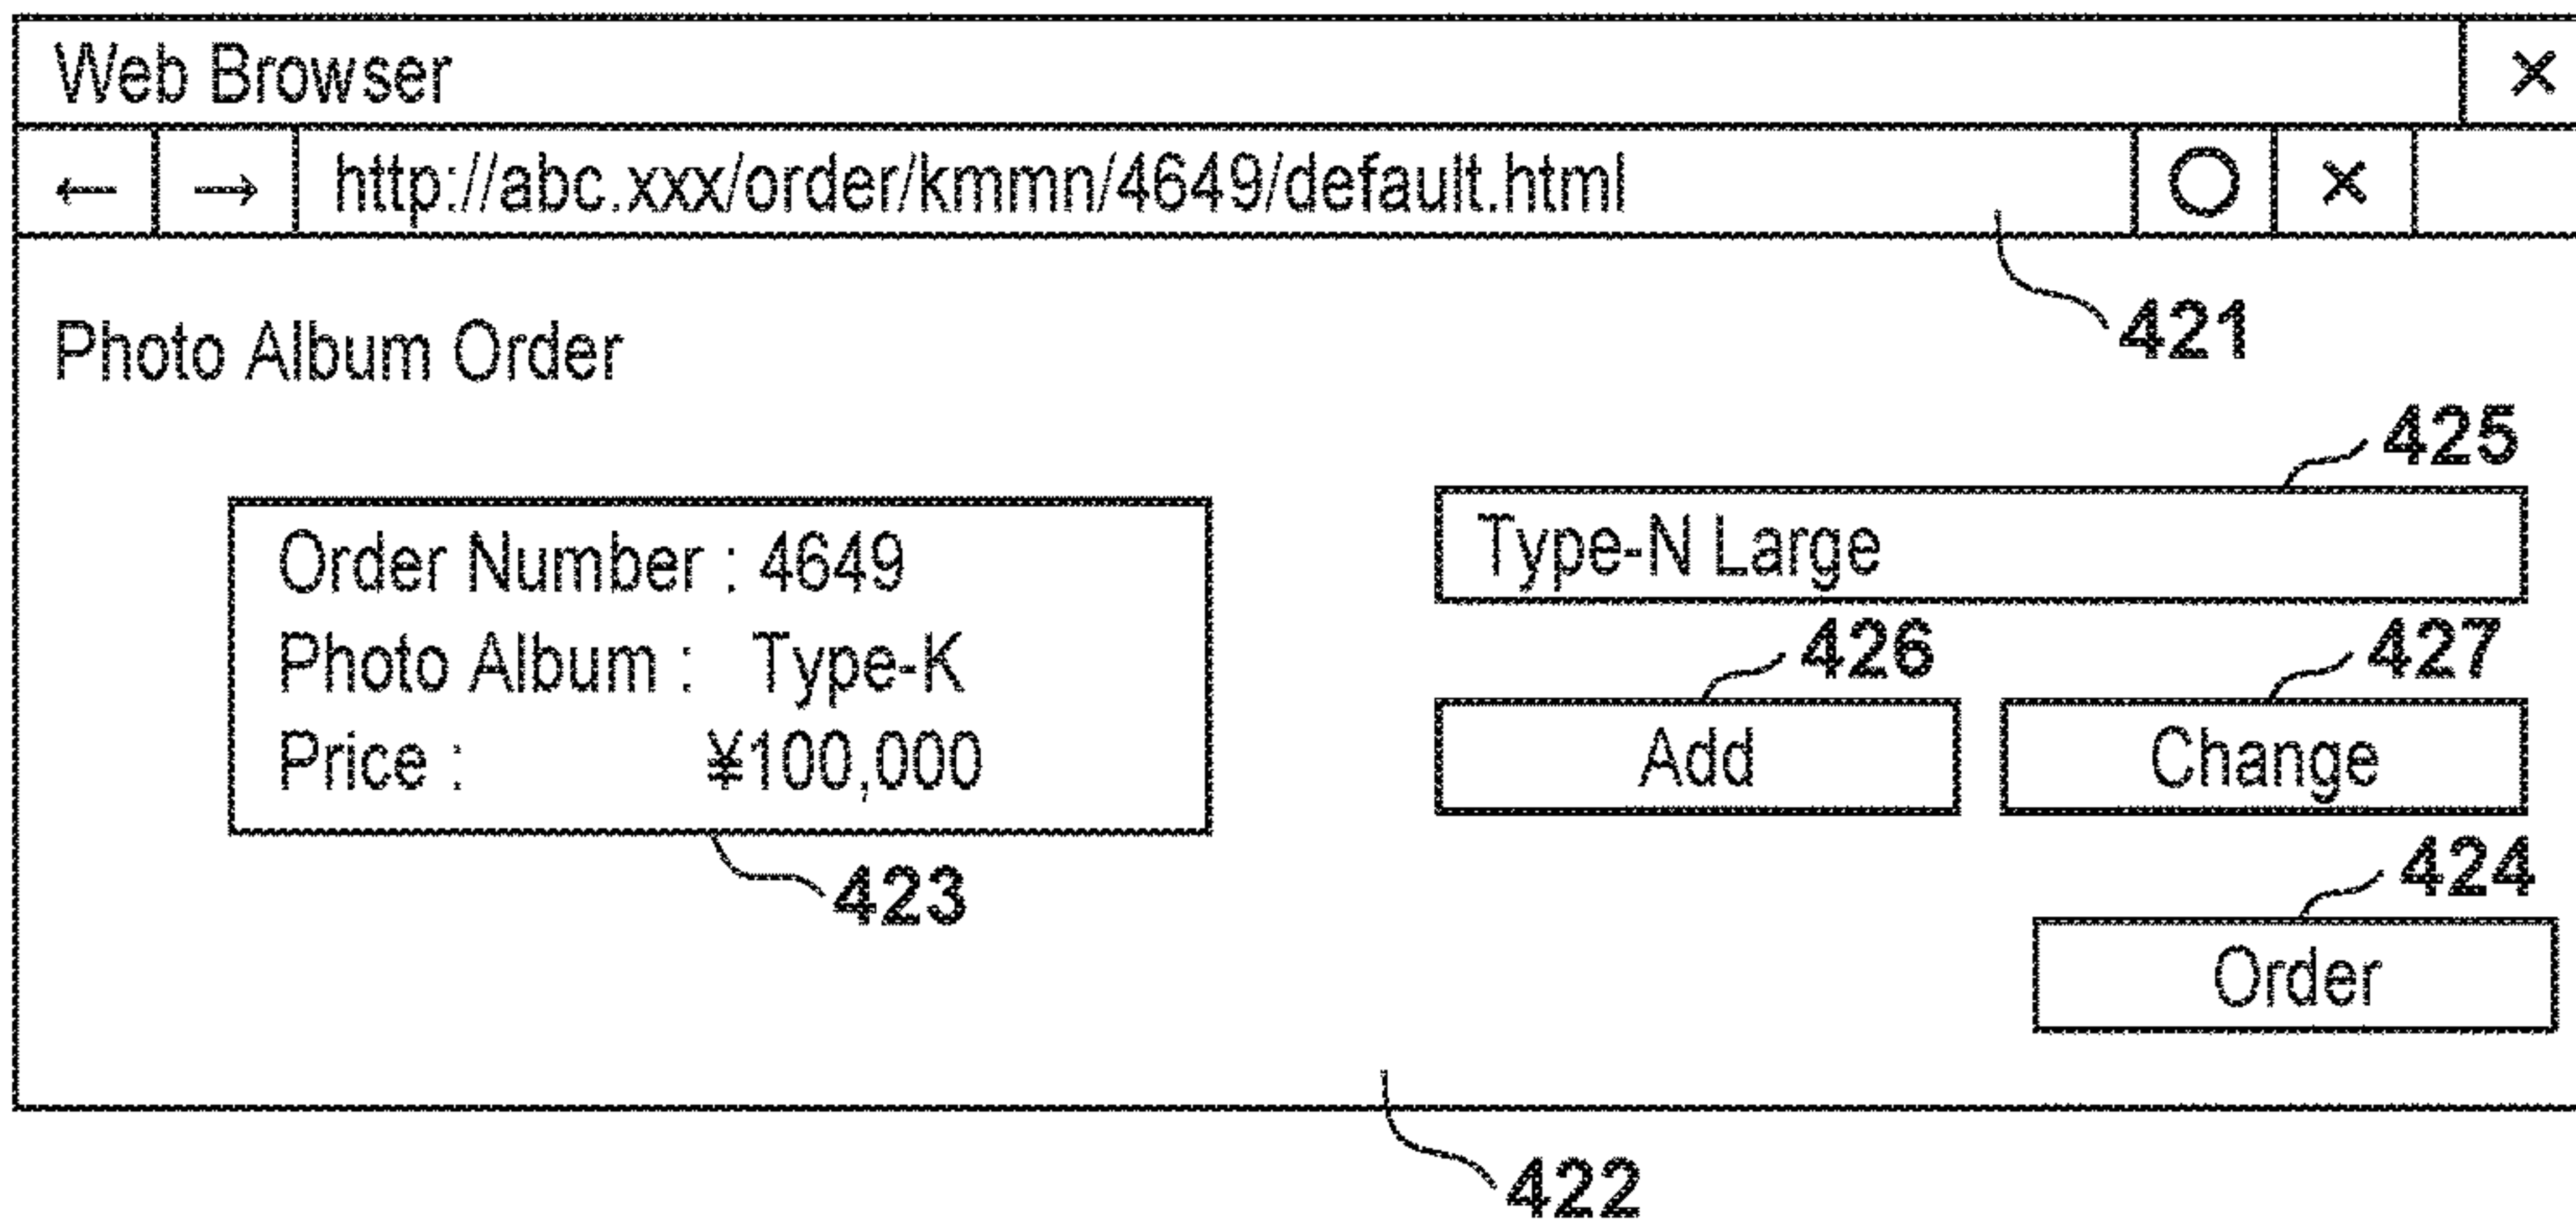 Web Browser ×
← → http://abc.xxx/order/kmmn/4649/default.html ○ ×
421
Photo Album Order
425
Order Number : 4649
Photo Album : Type-K
Price : ¥100,000
423
Type-N Large
426 427
Add Change
424
Order
422